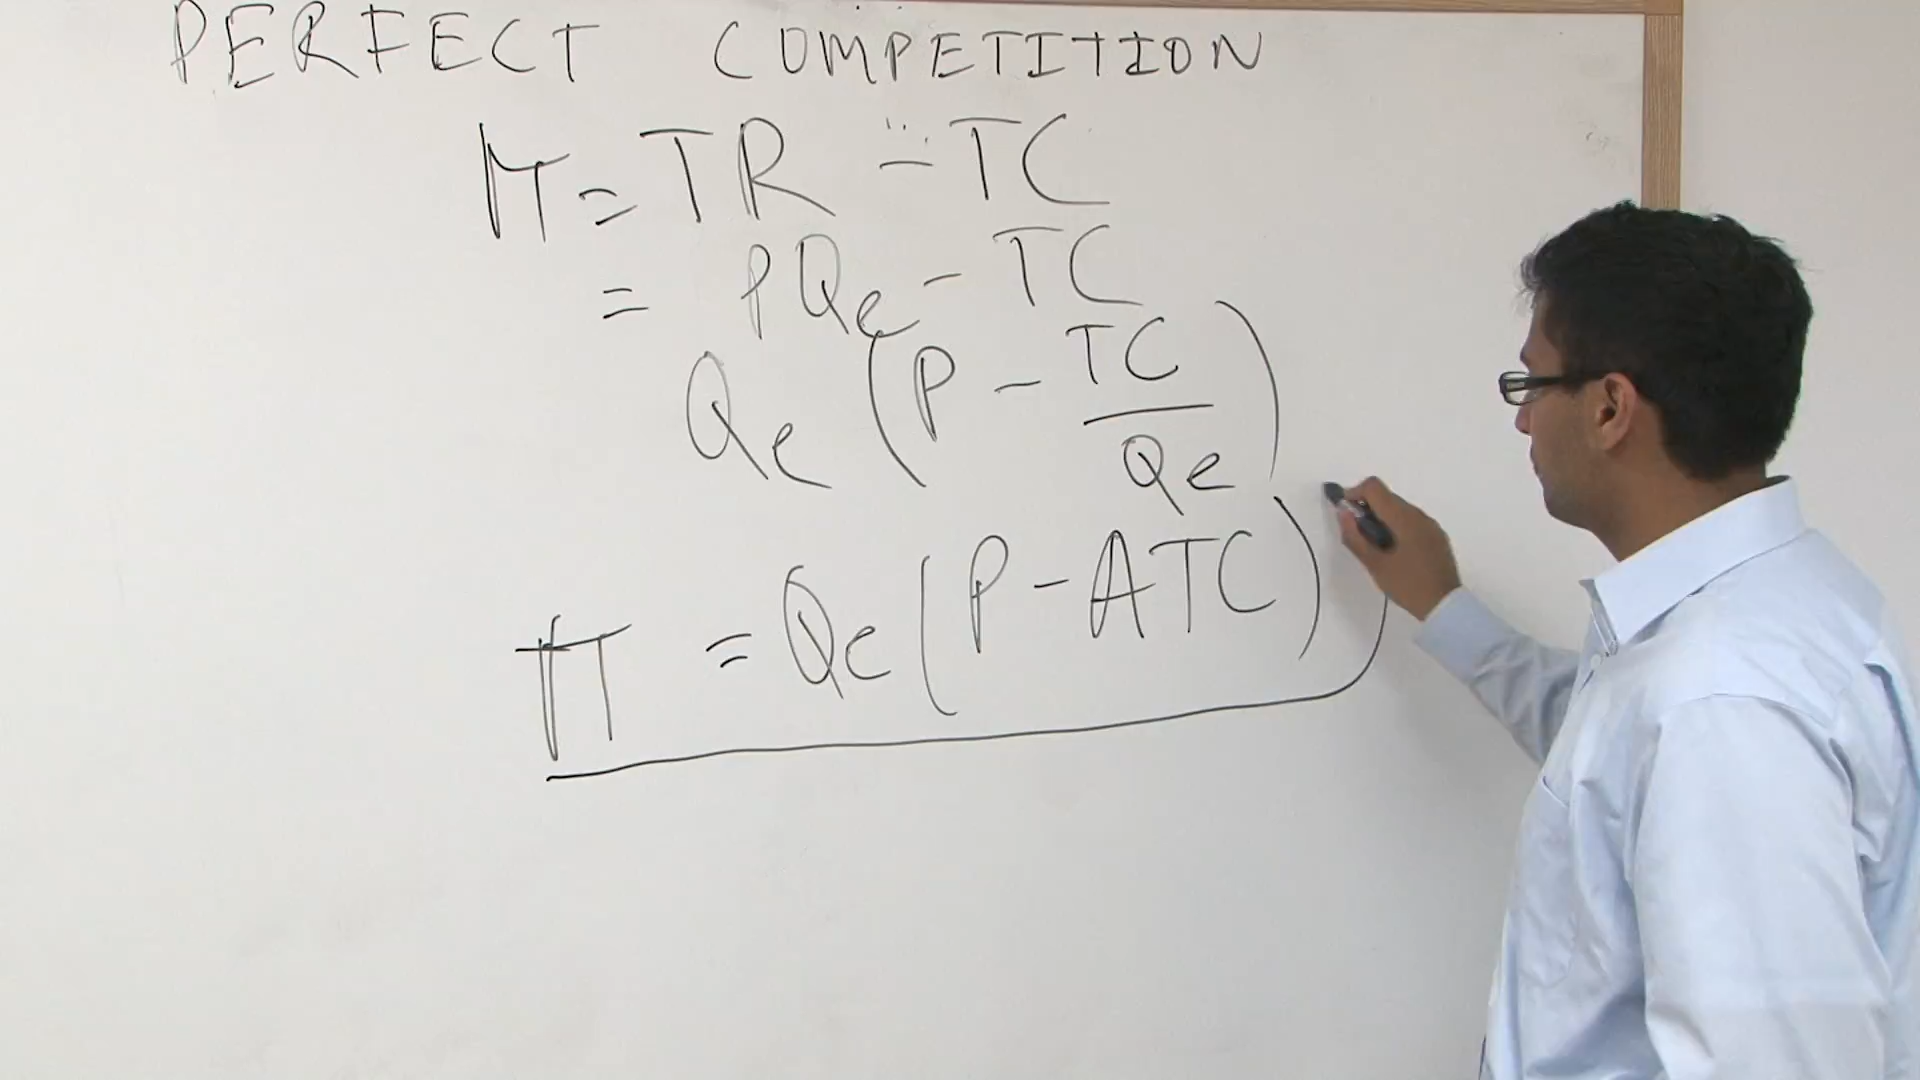 PERFECT COMPETITION
π = TR - TC
= PQe - TC
Qe (P - TC/Qe)
π = Qe (P - ATC)